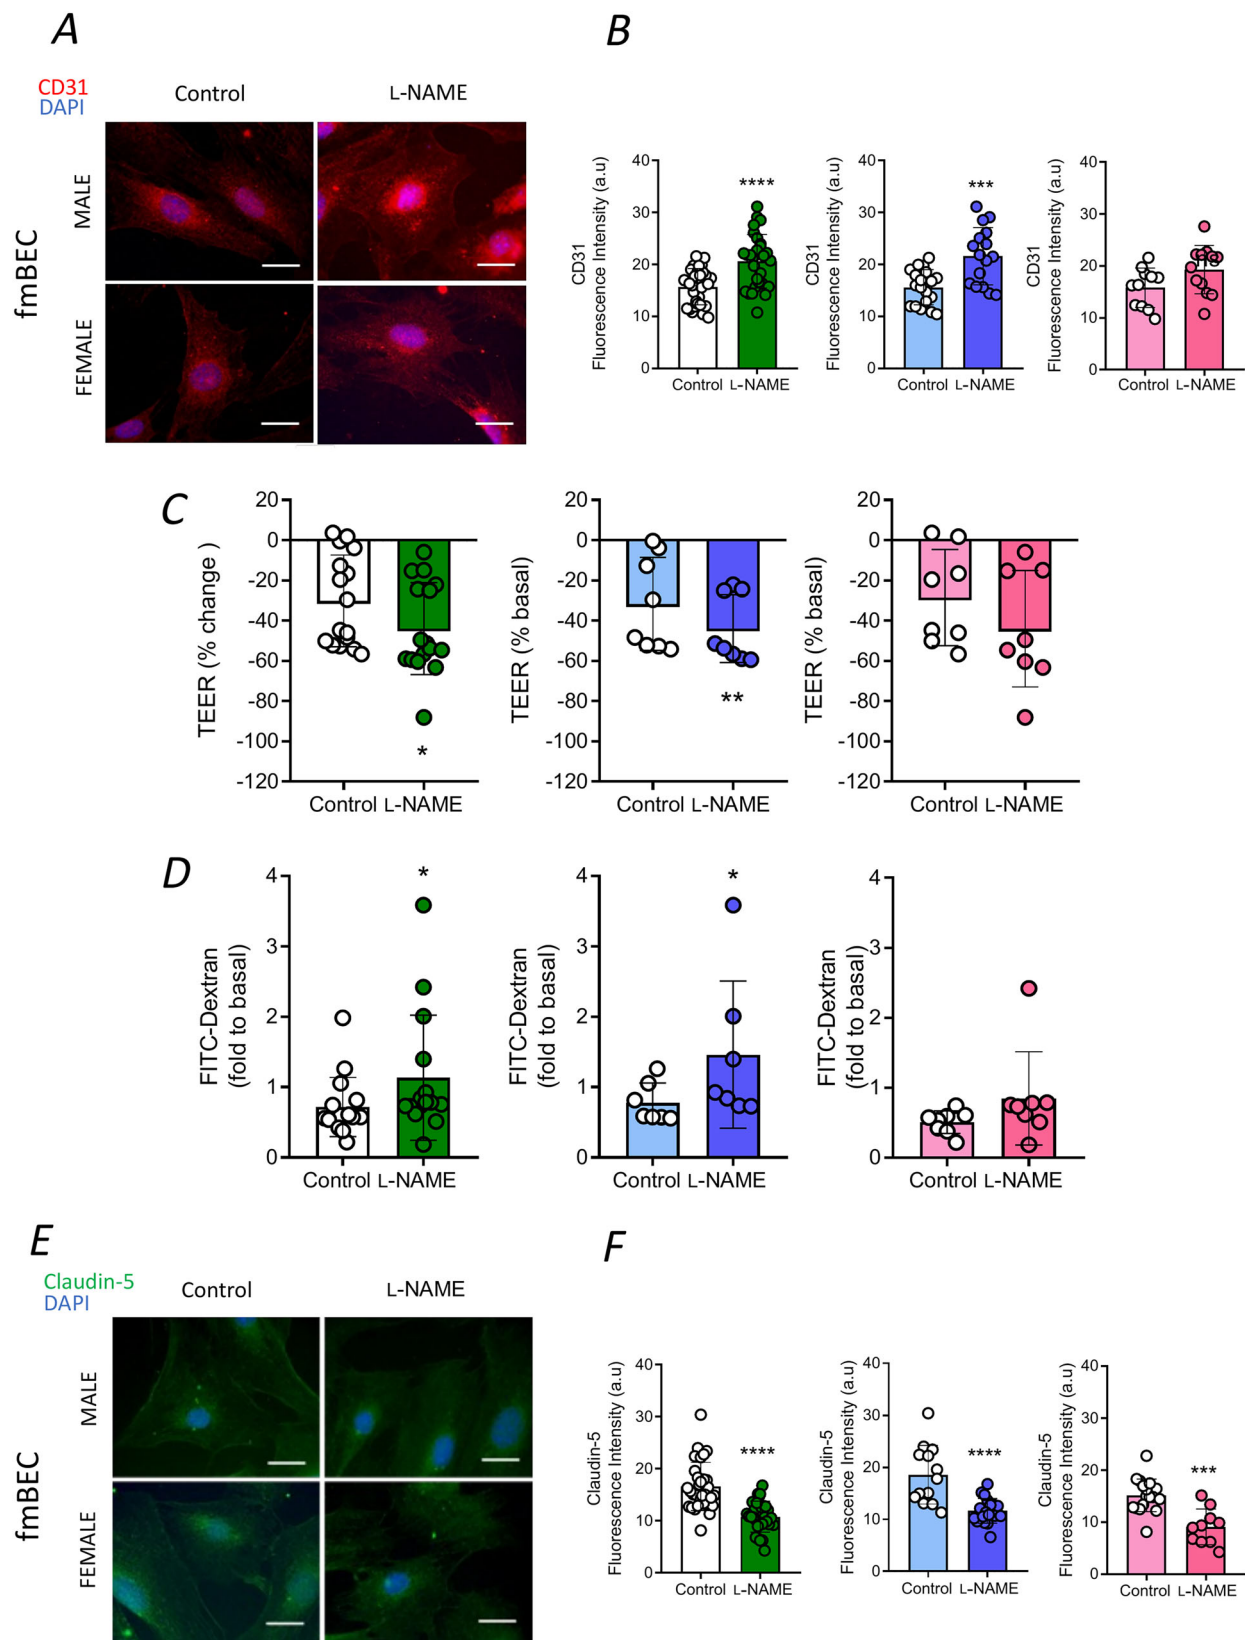 A
B
CD31
DAPI
Control
L-NAME
MALE
FEMALE
fmBEC
CD31
Fluorescence Intensity (a.u)
40
30
20
10
0
****
Control
L-NAME
CD31
Fluorescence Intensity (a.u)
40
30
20
10
0
***
Control
L-NAME
CD31
Fluorescence Intensity (a.u)
40
30
20
10
0
Control
L-NAME
C
TEER (% change )
20
0
-20
-40
-60
-80
-100
-120
*
Control L-NAME
TEER (% basal)
20
0
-20
-40
-60
-80
-100
-120
**
Control L-NAME
TEER (% basal)
20
0
-20
-40
-60
-80
-100
-120
Control L-NAME
D
FITC-Dextran
(fold to basal)
4
3
2
1
0
*
Control L-NAME
FITC-Dextran
(fold to basal)
4
3
2
1
0
*
Control L-NAME
FITC-Dextran
(fold to basal)
4
3
2
1
0
Control L-NAME
E
F
Claudin-5
DAPI
Control
L-NAME
MALE
FEMALE
fmBEC
Claudin-5
Fluorescence Intensity (a.u)
40
30
20
10
0
****
Control
L-NAME
Claudin-5
Fluorescence Intensity (a.u)
40
30
20
10
0
****
Control
L-NAME
Claudin-5
Fluorescence Intensity (a.u)
40
30
20
10
0
***
Control
L-NAME